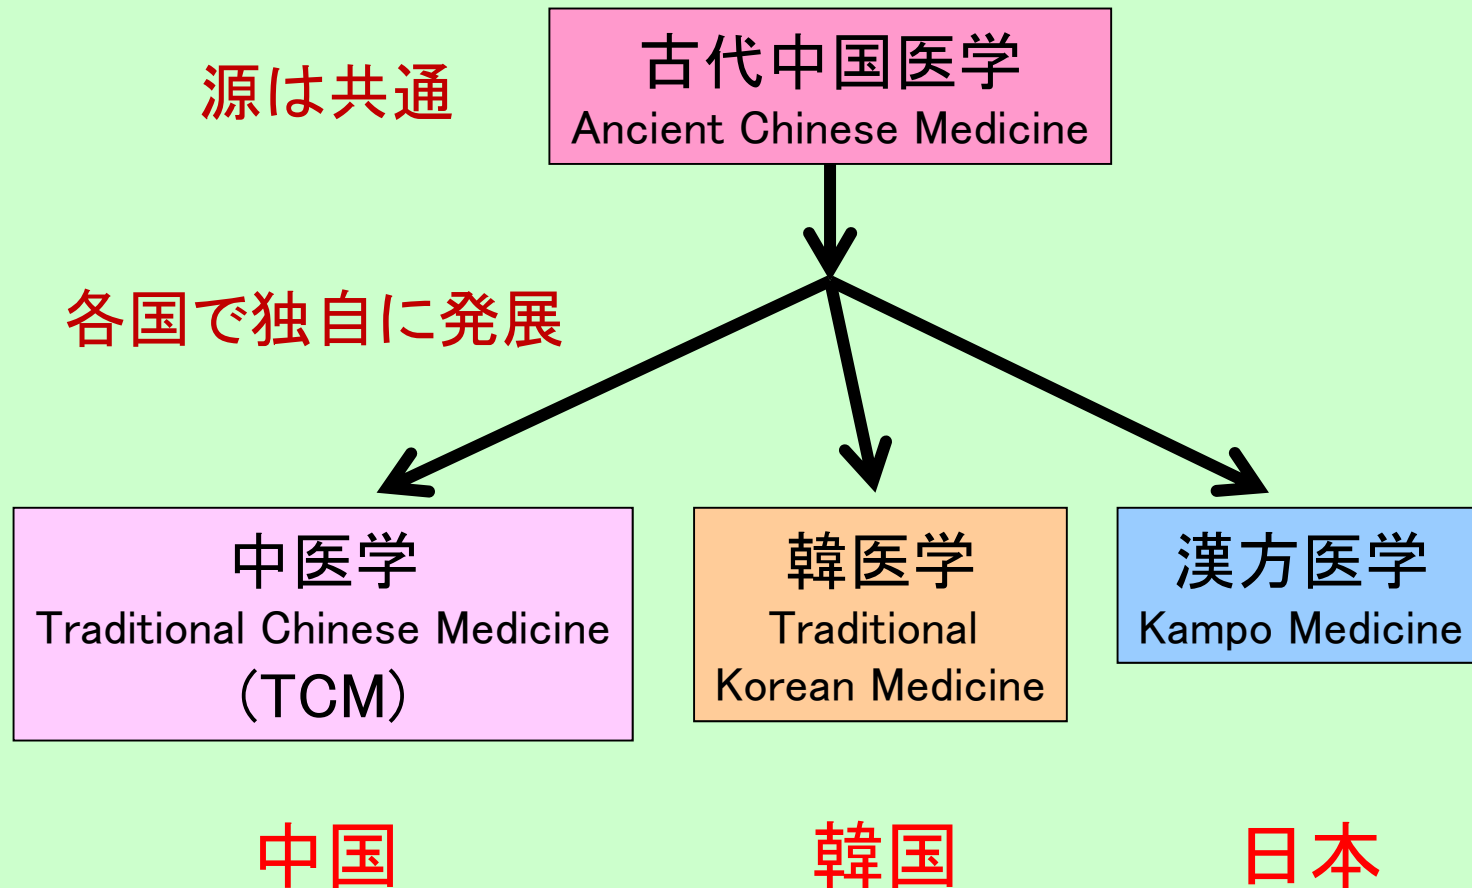 源は共通
古代中国医学
Ancient Chinese Medicine
各国で独自に発展
中医学
Traditional Chinese Medicine
(TCM)
韓医学
Traditional
Korean Medicine
漢方医学
Kampo Medicine
中国
韓国
日本